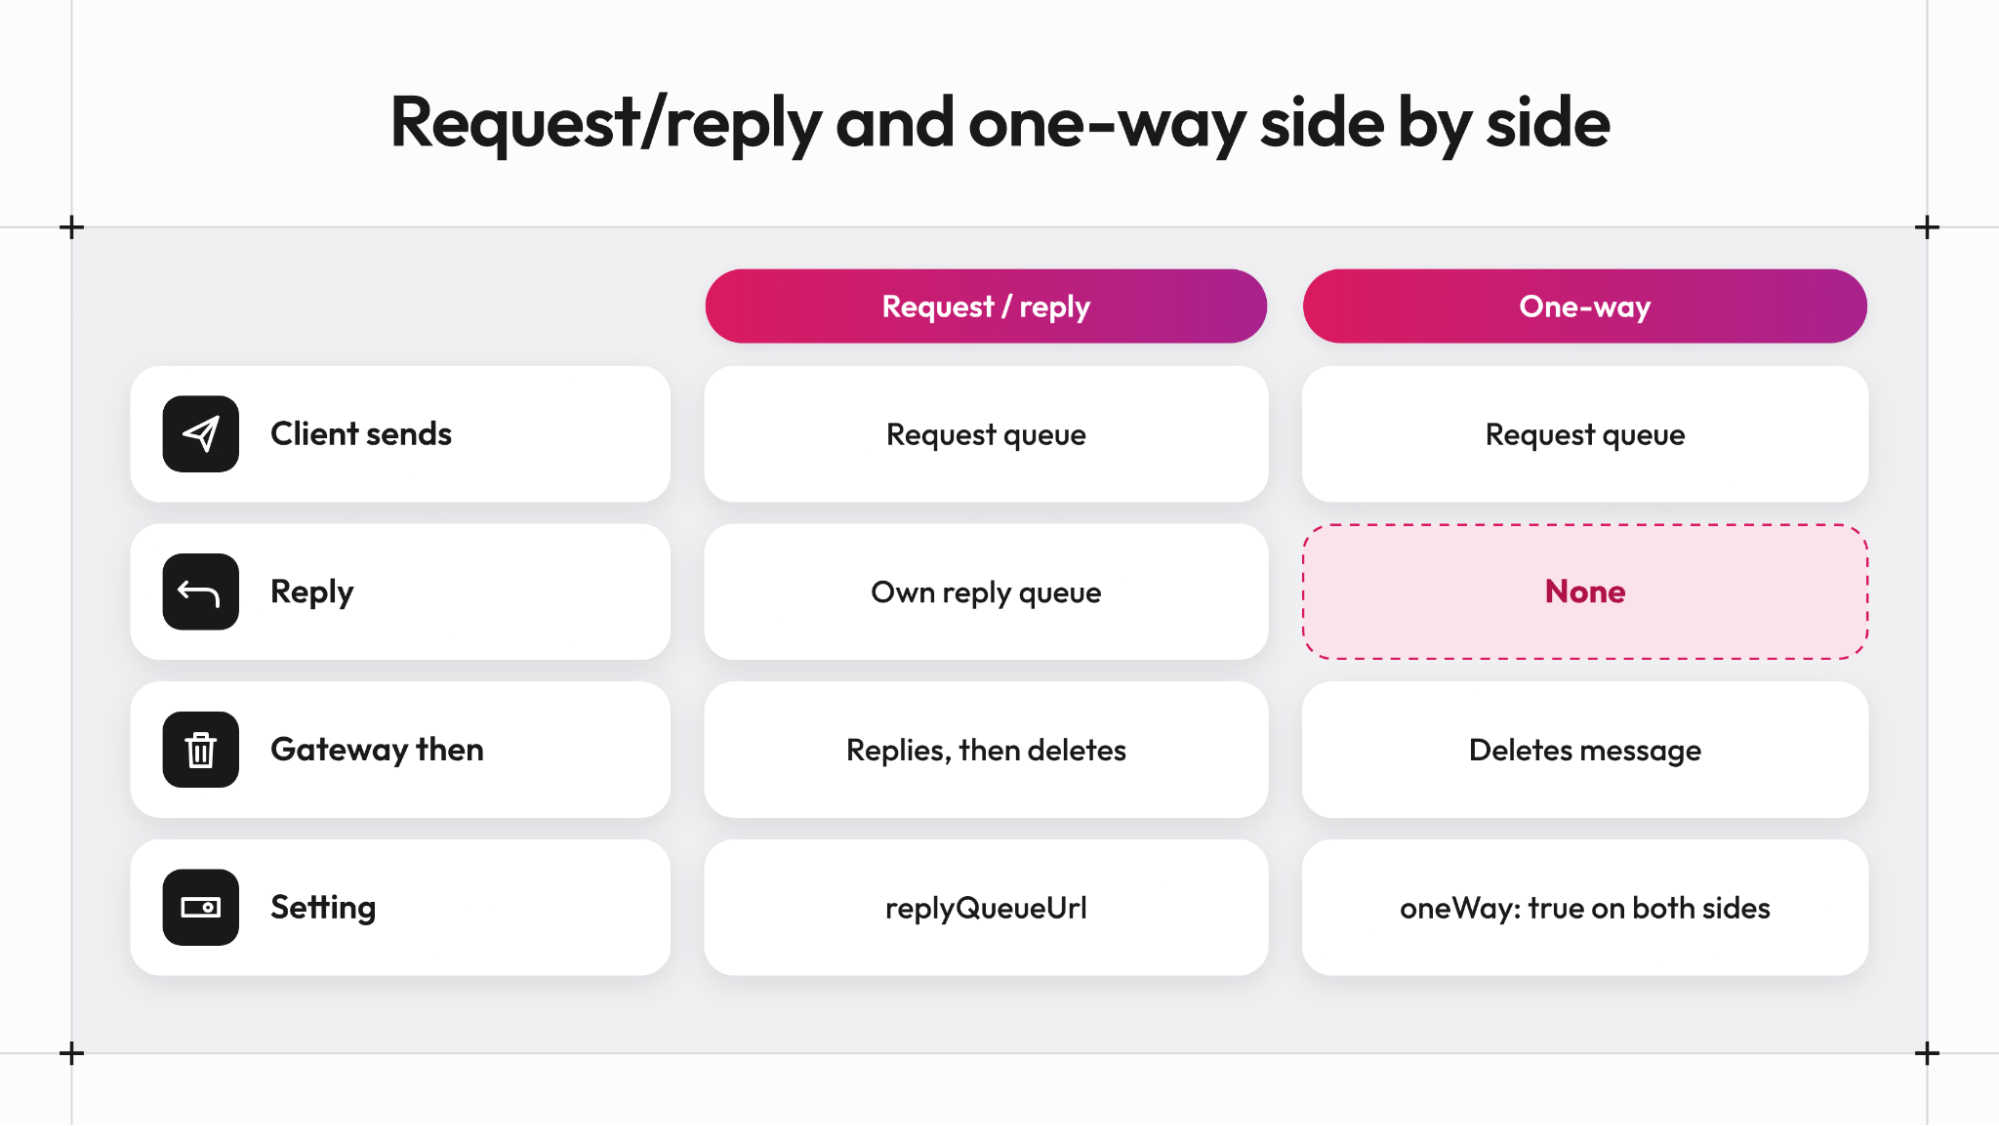 Request/reply and one-way side by side
Request / reply
One-way
Client sends
Request queue
Request queue
Reply
Own reply queue
None
Gateway then
Replies, then deletes
Deletes message
Setting
replyQueueUrl
oneWay: true on both sides